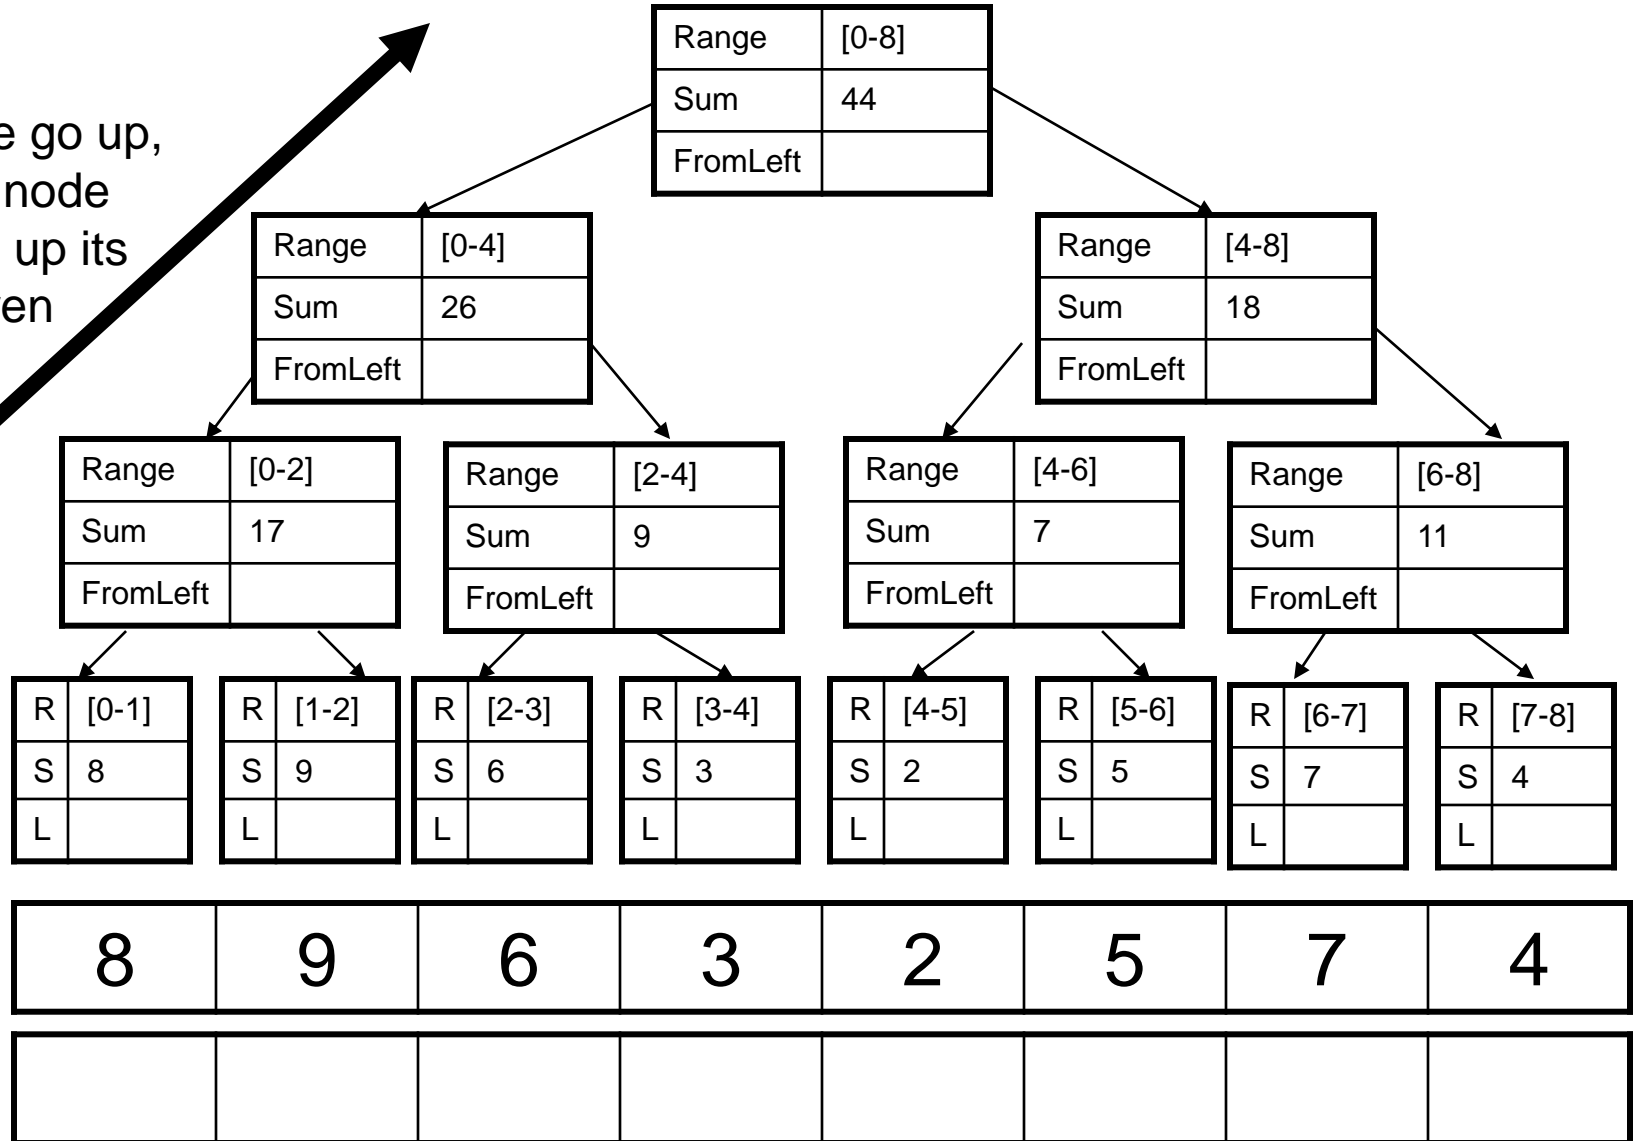 e go up,
node
up its
en
Range [0-8]
Sum 44
FromLeft
Range [0-4]
Sum 26
FromLeft
Range [4-8]
Sum 18
FromLeft
Range [0-2]
Sum 17
FromLeft
Range [2-4]
Sum 9
FromLeft
Range [4-6]
Sum 7
FromLeft
Range [6-8]
Sum 11
FromLeft
R [0-1]
S 8
L
R [1-2]
S 9
L
R [2-3]
S 6
L
R [3-4]
S 3
L
R [4-5]
S 2
L
R [5-6]
S 5
L
R [6-7]
S 7
L
R [7-8]
S 4
L
8 9 6 3 2 5 7 4